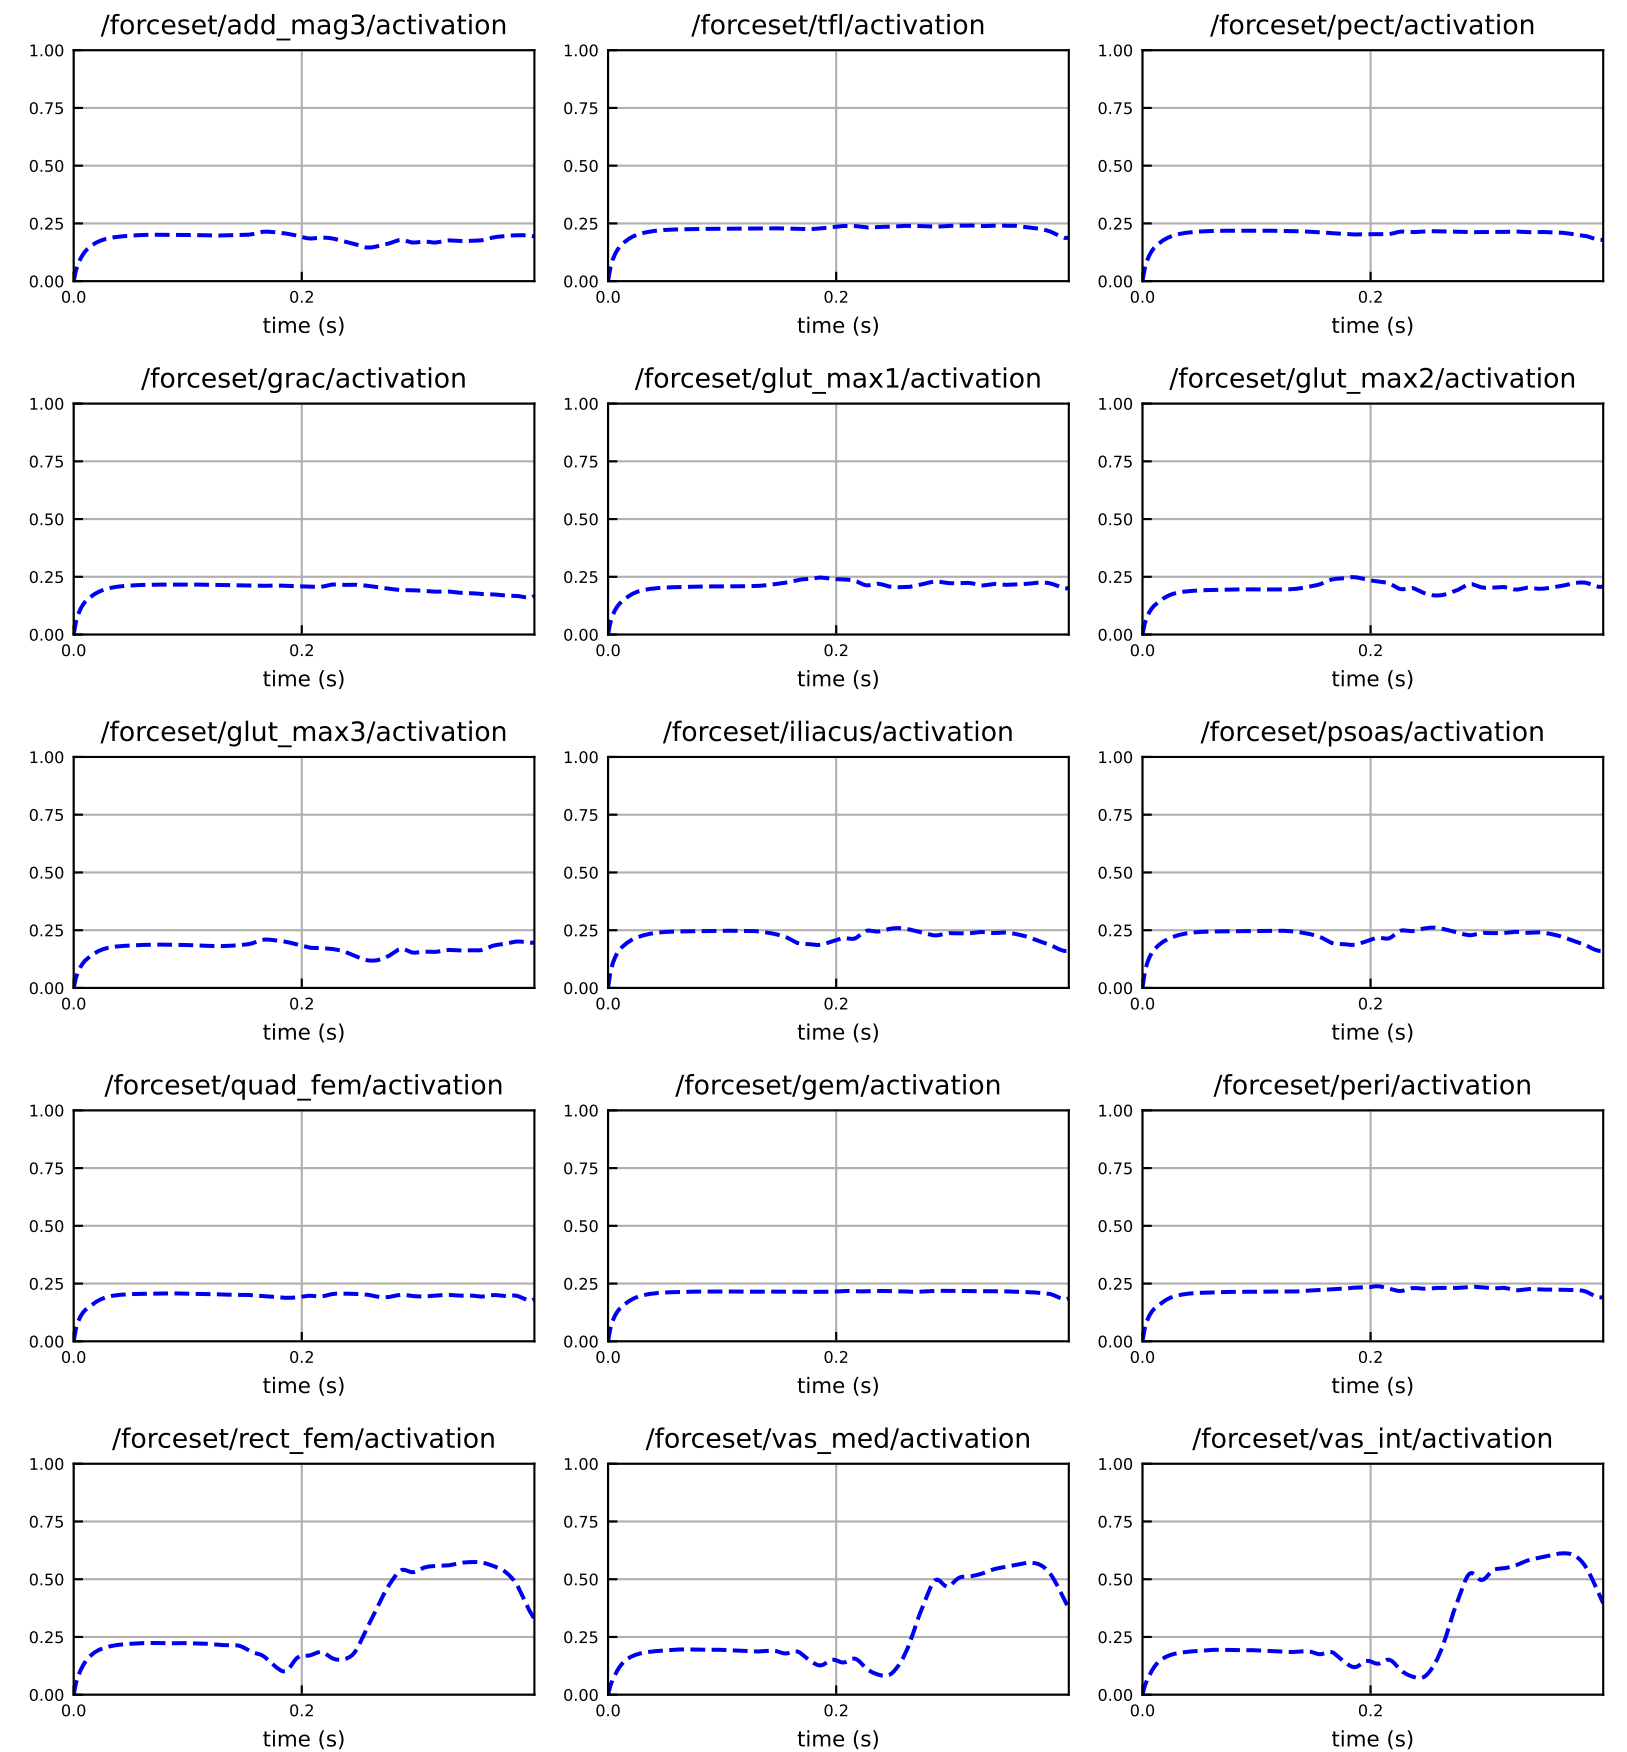 /forceset/add_mag3/activation /forceset/tfl/activation /forceset/pect/activation
1.00 1.00 1.00
0.75 0.75 0.75
0.50 0.50 0.50
0.25 0.25 0.25
0.00 0.00 0.00
0.0 0.2 0.0 0.2 0.0 0.2
time (s) time (s) time (s)
/forceset/grac/activation /forceset/glut_max1/activation /forceset/glut_max2/activation
1.00 1.00 1.00
0.75 0.75 0.75
0.50 0.50 0.50
0.25 0.25 0.25
0.00 0.00 0.00
0.0 0.2 0.0 0.2 0.0 0.2
time (s) time (s) time (s)
/forceset/glut_max3/activation /forceset/iliacus/activation /forceset/psoas/activation
1.00 1.00 1.00
0.75 0.75 0.75
0.50 0.50 0.50
0.25 0.25 0.25
0.00 0.00 0.00
0.0 0.2 0.0 0.2 0.0 0.2
time (s) time (s) time (s)
/forceset/quad_fem/activation /forceset/gem/activation /forceset/peri/activation
1.00 1.00 1.00
0.75 0.75 0.75
0.50 0.50 0.50
0.25 0.25 0.25
0.00 0.00 0.00
0.0 0.2 0.0 0.2 0.0 0.2
time (s) time (s) time (s)
/forceset/rect_fem/activation /forceset/vas_med/activation /forceset/vas_int/activation
1.00 1.00 1.00
0.75 0.75 0.75
0.50 0.50 0.50
0.25 0.25 0.25
0.00 0.00 0.00
0.0 0.2 0.0 0.2 0.0 0.2
time (s) time (s) time (s)